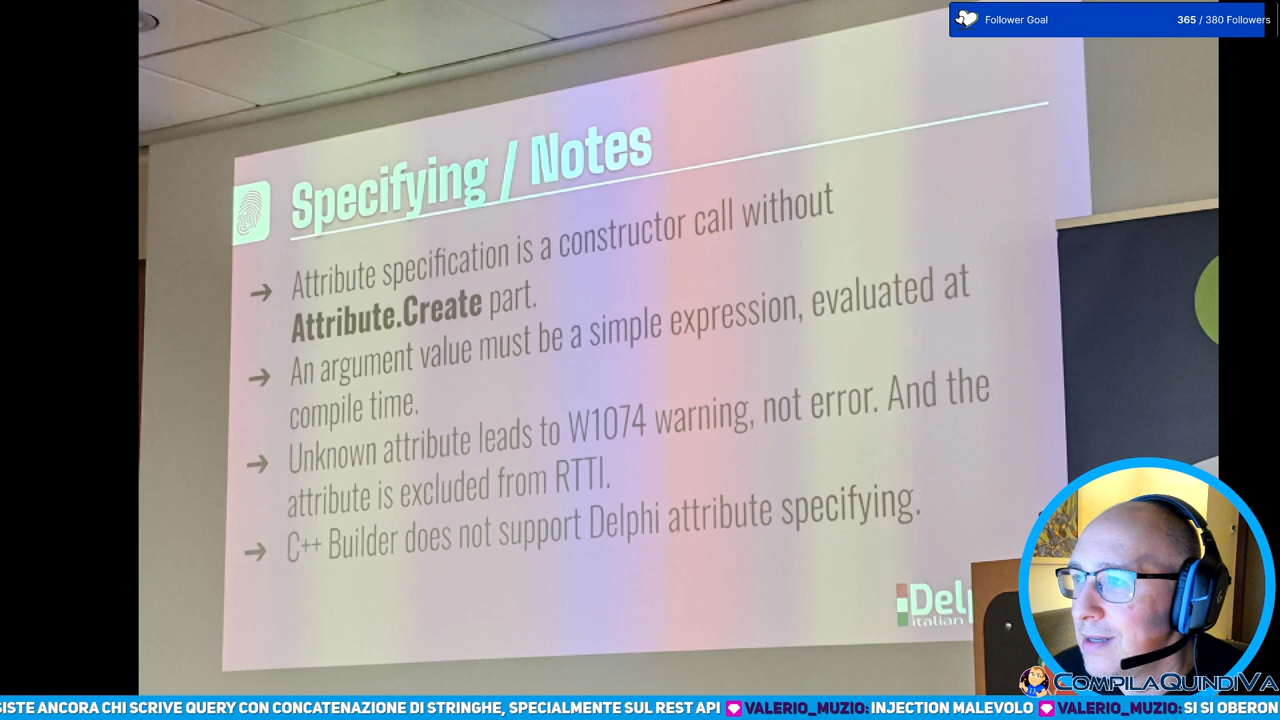 Follower Goal
365 / 380 Followers
Specifying / Notes
➔ Attribute specification is a constructor call without
Attribute.Create part.
➔ An argument value must be a simple expression, evaluated at
compile time.
➔ Unknown attribute leads to W1074 warning, not error. And the
attribute is excluded from RTTI.
➔ C++ Builder does not support Delphi attribute specifying.
italian
COMPILAQUINDIVA
SISTE ANCORA CHI SCRIVE QUERY CON CONCATENAZIONE DI STRINGHE, SPECIALMENTE SUL REST API VALERIO_MUZIO: INJECTION MALEVOLO VALERIO_MUZIO: SI SI OBERON